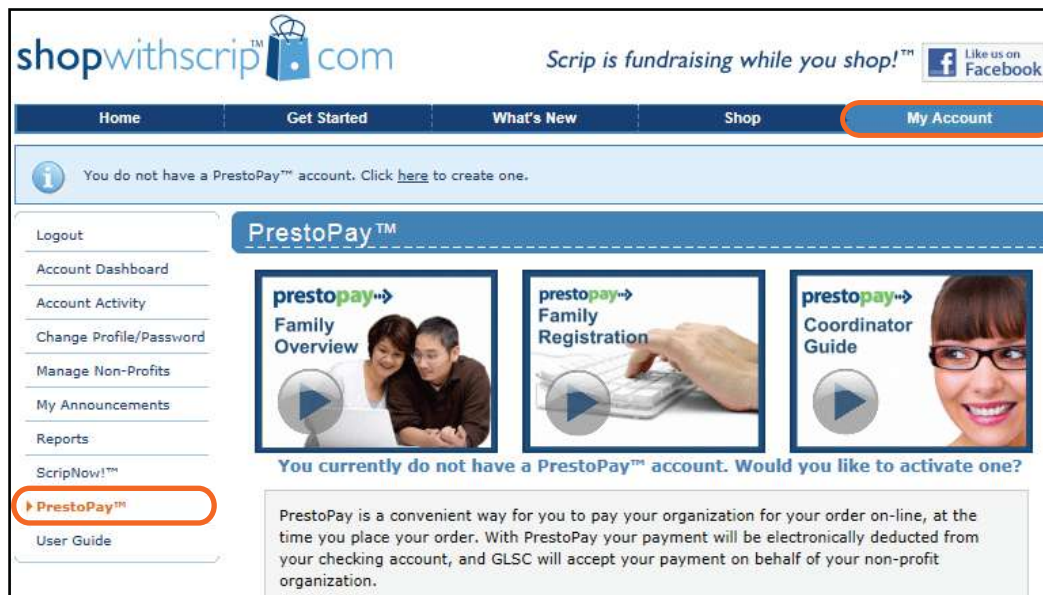 shopwithscrip™.com
Scrip is fundraising while you shop!™
Like us on
Facebook
Home Get Started What's New Shop My Account
You do not have a PrestoPay™ account. Click here to create one.
Logout
Account Dashboard
Account Activity
Change Profile/Password
Manage Non-Profits
My Announcements
Reports
ScripNow!™
PrestoPay™
User Guide
PrestoPay™
prestopay
Family
Overview
prestopay
Family
Registration
prestopay
Coordinator
Guide
You currently do not have a PrestoPay™ account. Would you like to activate one?
PrestoPay is a convenient way for you to pay your organization for your order on-line, at the
time you place your order. With PrestoPay your payment will be electronically deducted from
your checking account, and GLSC will accept your payment on behalf of your non-profit
organization.